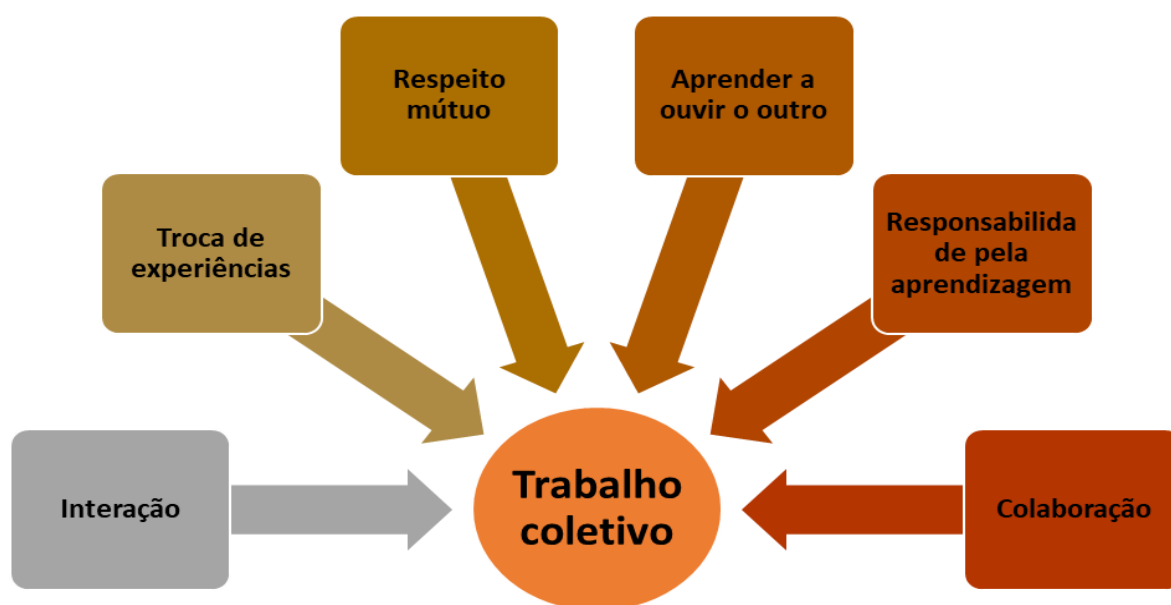 Respeito
mútuo
Aprender a
ouvir o outro
Troca de
experiências
Responsabilida
de pela
aprendizagem
Interação
Trabalho
coletivo
Colaboração